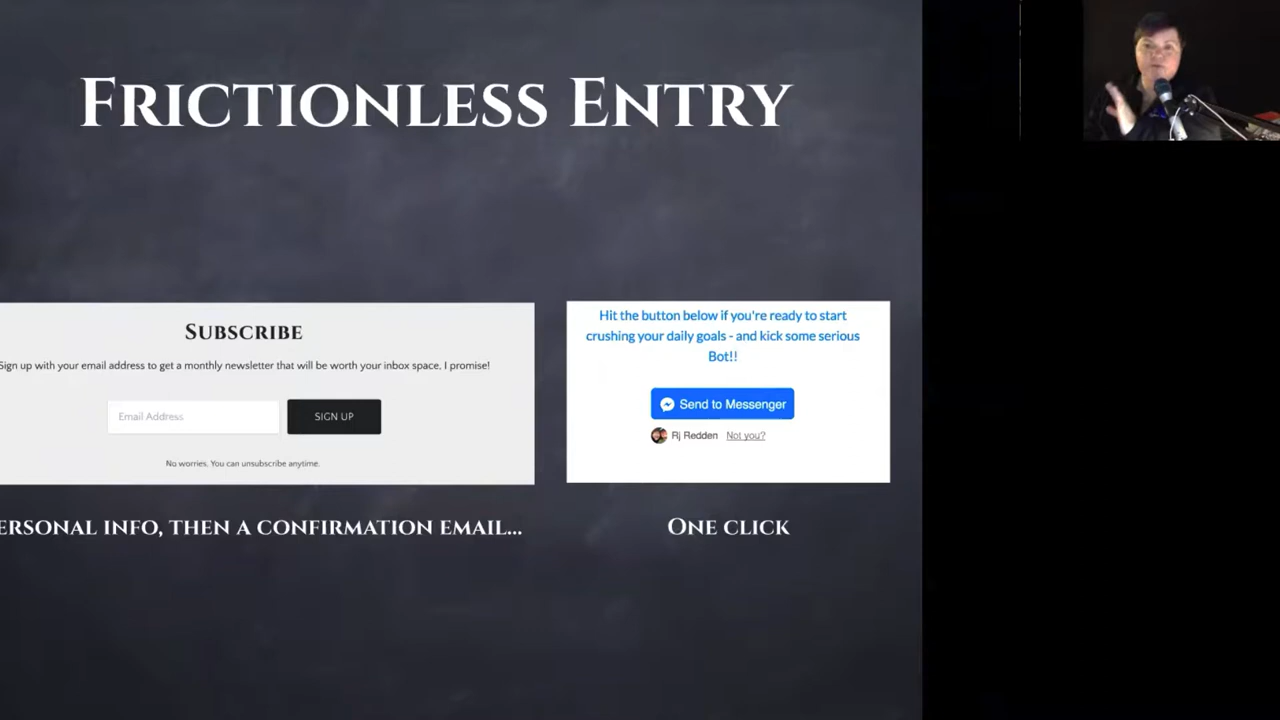 Frictionless Entry
Subscribe
Sign up with your email address to get a monthly newsletter that will be worth your inbox space, I promise!
Email Address
SIGN UP
No worries. You can unsubscribe anytime.
ERSONAL INFO, THEN A CONFIRMATION EMAIL...
Hit the button below if you're ready to start
crushing your daily goals - and kick some serious
Bot!!
Send to Messenger
Rj Redden Not you?
One click